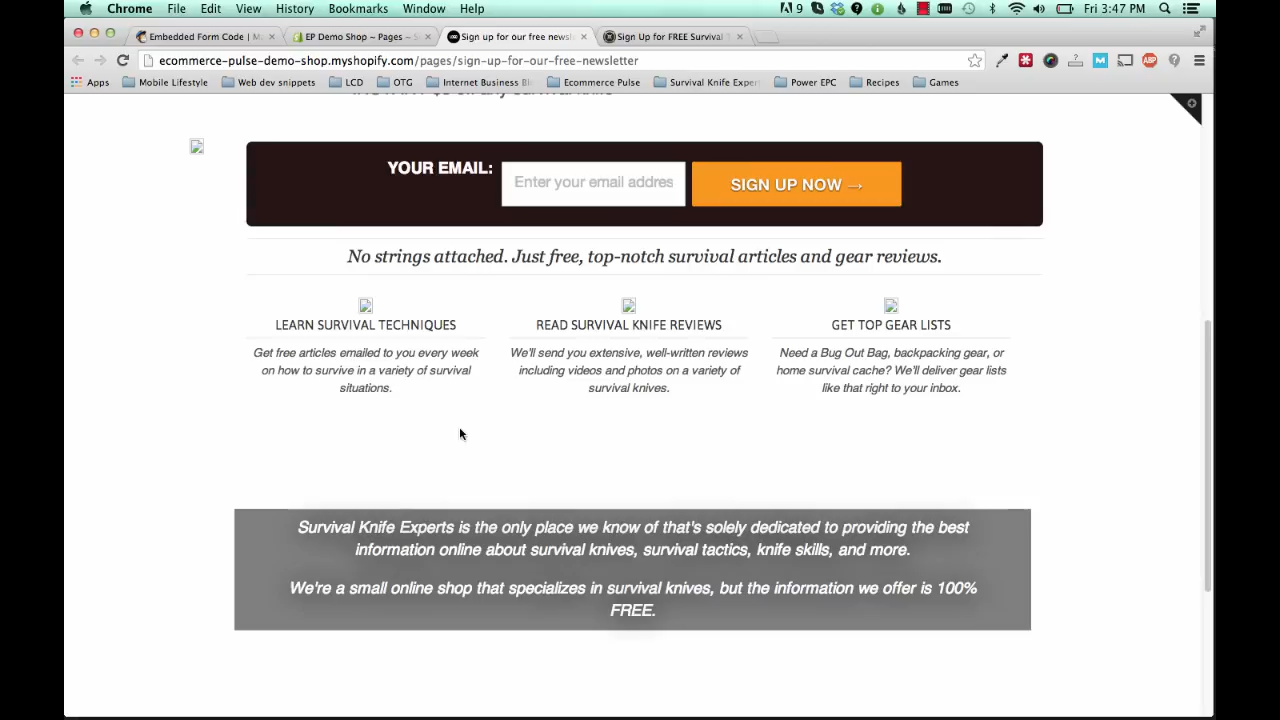 Chrome File Edit View History Bookmarks Window Help 9 Fri 3:47 PM
Embedded Form Code | M EP Demo Shop ~ Pages ~ S Sign up for our free newsl Sign Up for FREE Survival T
ecommerce-pulse-demo-shop.myshopify.com/pages/sign-up-for-our-free-newsletter
Apps Mobile Lifestyle Web dev snippets LCD OTG Internet Business Bl Ecommerce Pulse Survival Knife Exper Power EPC Recipes Games
YOUR EMAIL: Enter your email addres SIGN UP NOW →
No strings attached. Just free, top-notch survival articles and gear reviews.
LEARN SURVIVAL TECHNIQUES
Get free articles emailed to you every week
on how to survive in a variety of survival
situations.
READ SURVIVAL KNIFE REVIEWS
We'll send you extensive, well-written reviews
including videos and photos on a variety of
survival knives.
GET TOP GEAR LISTS
Need a Bug Out Bag, backpacking gear, or
home survival cache? We'll deliver gear lists
like that right to your inbox.
Survival Knife Experts is the only place we know of that's solely dedicated to providing the best
information online about survival knives, survival tactics, knife skills, and more.
We're a small online shop that specializes in survival knives, but the information we offer is 100%
FREE.